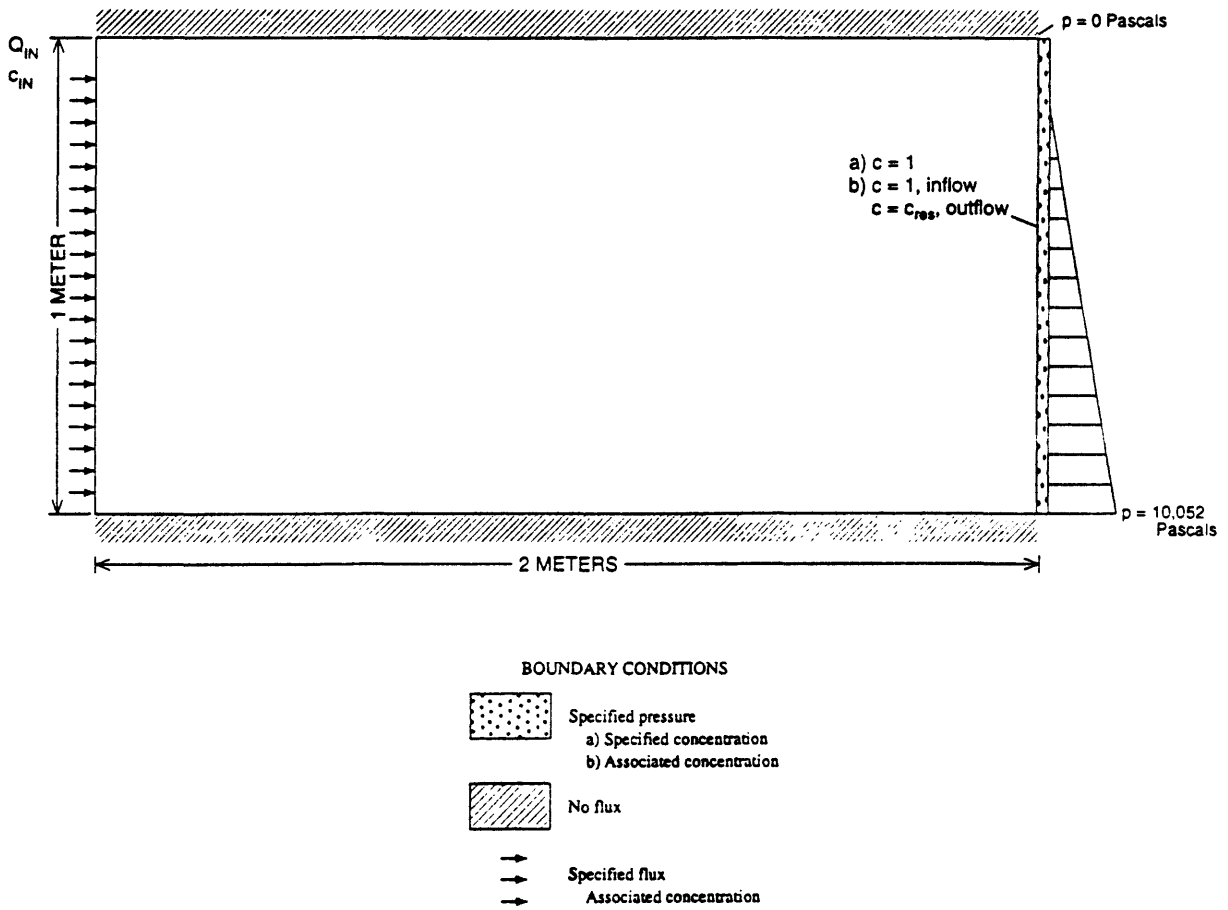 p = 0 Pascals
Q_IN
c_IN
1 METER
a) c = 1
b) c = 1, inflow
c = c_res, outflow
p = 10,052
Pascals
2 METERS
BOUNDARY CONDITIONS
Specified pressure
a) Specified concentration
b) Associated concentration
No flux
Specified flux
Associated concentration